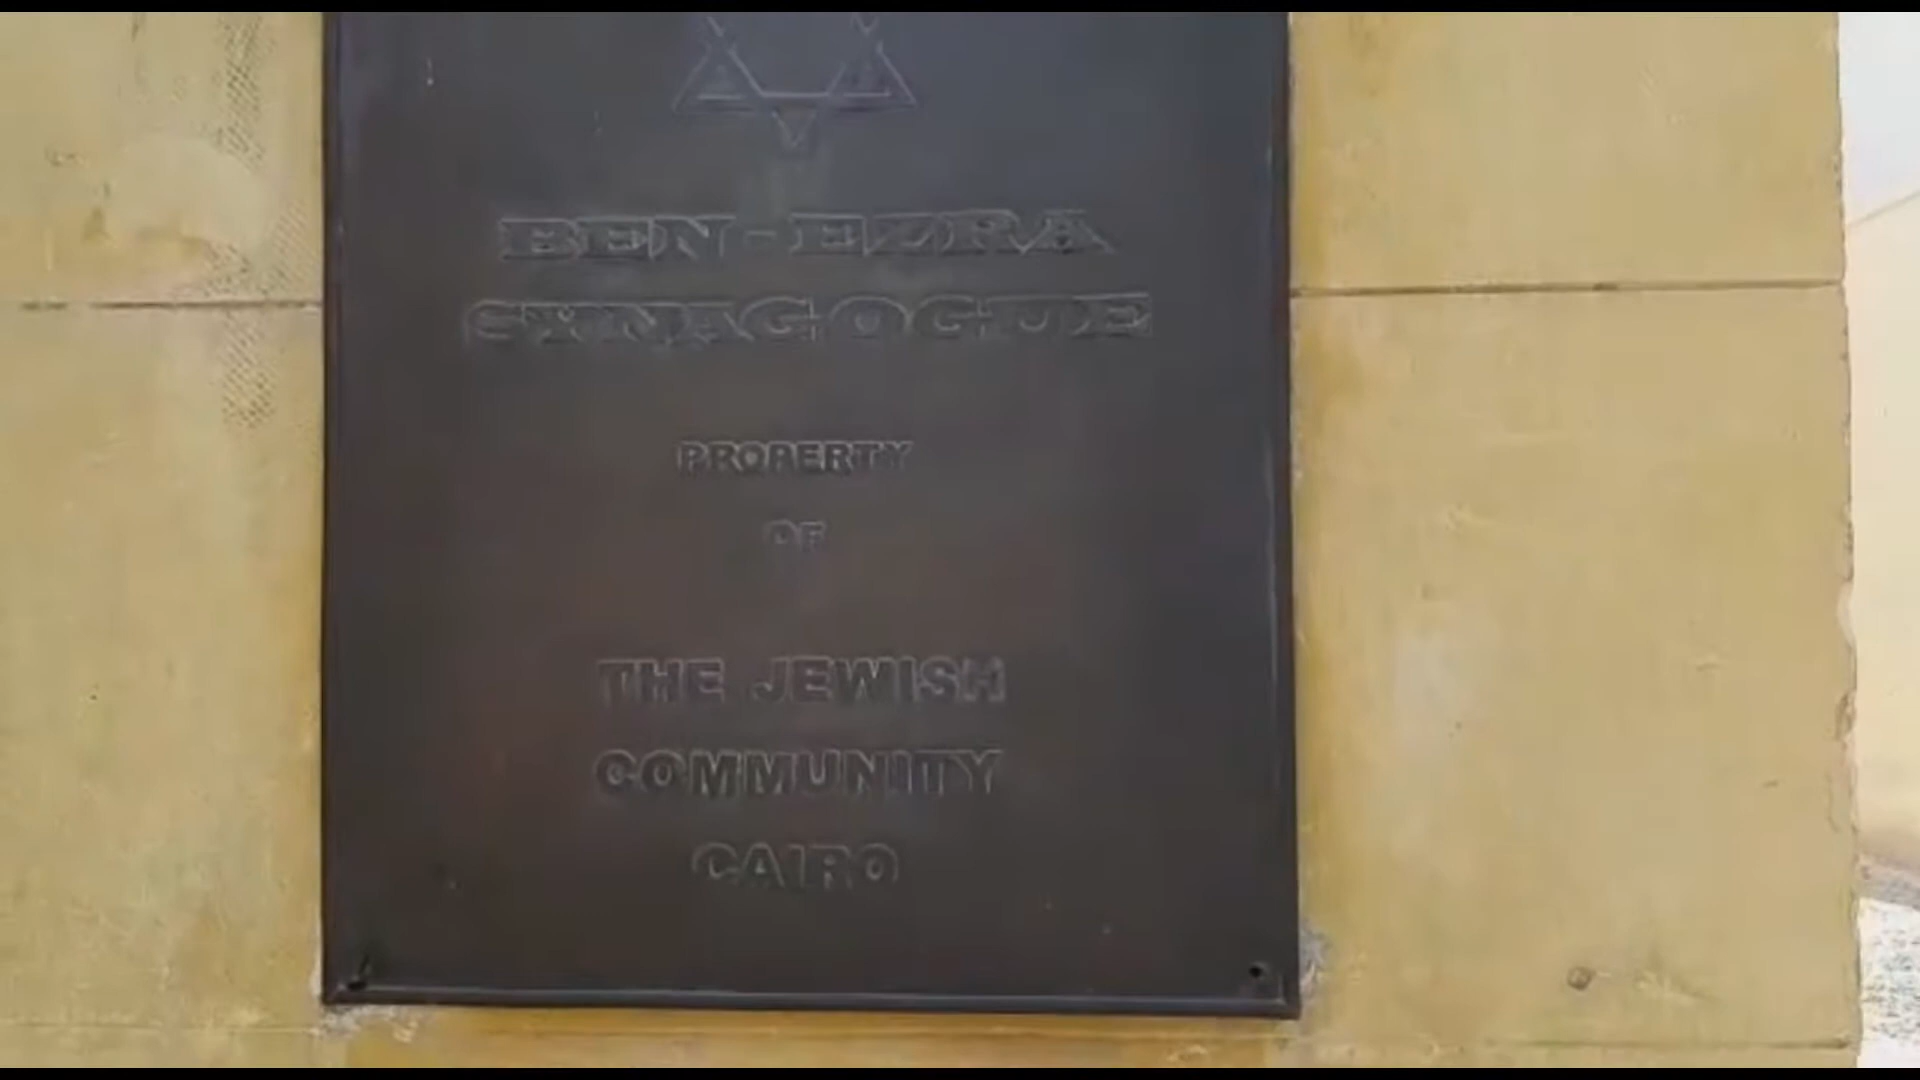 BEN-EZRA
SYNAGOGUE
PROPERTY
OF
THE JEWISH
COMMUNITY
CAIRO